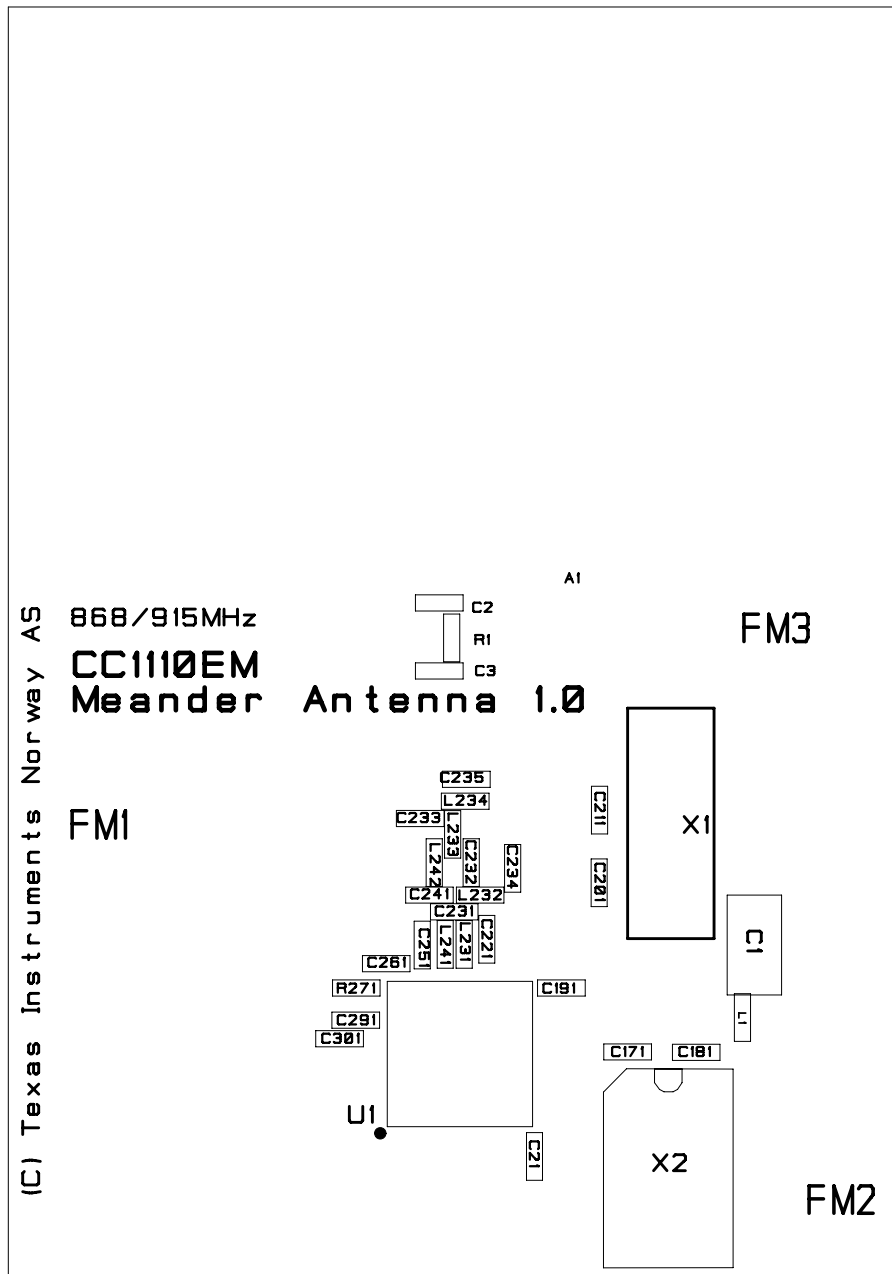 A1
C2
868/915MHz
R1
FM3
CC1110EM
C3
Meander Antenna 1.0
(C) Texas Instruments Norway AS
C235
L234
C233
L233
C211
X1
FM1
L242
C232
C234
C201
C241
L232
C231
C251
L241
L231
C221
C1
C261
R271
C191
L1
C291
C301
C171
C181
U1
C21
X2
FM2